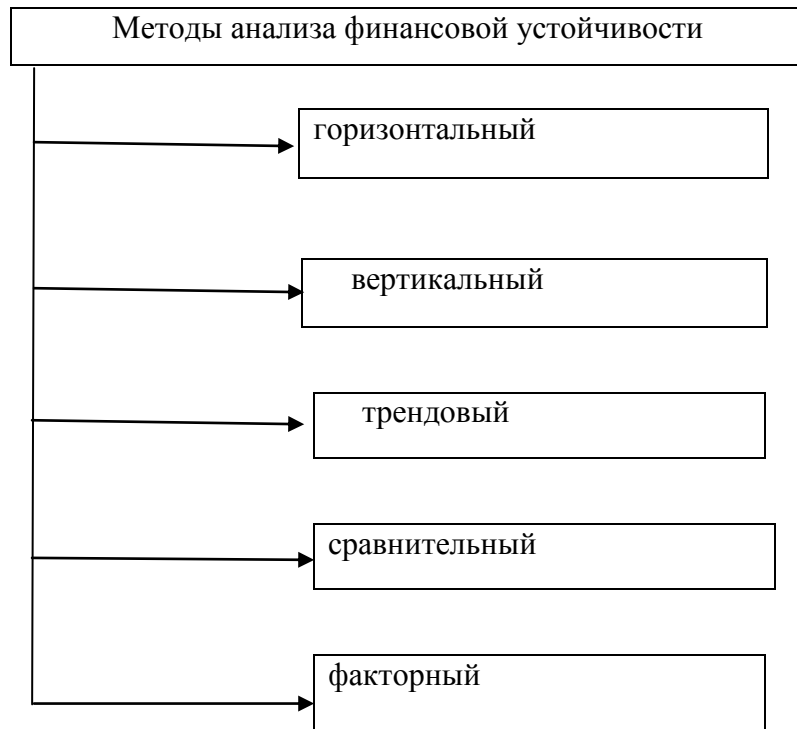 Методы анализа финансовой устойчивости
горизонтальный
вертикальный
трендовый
сравнительный
факторный